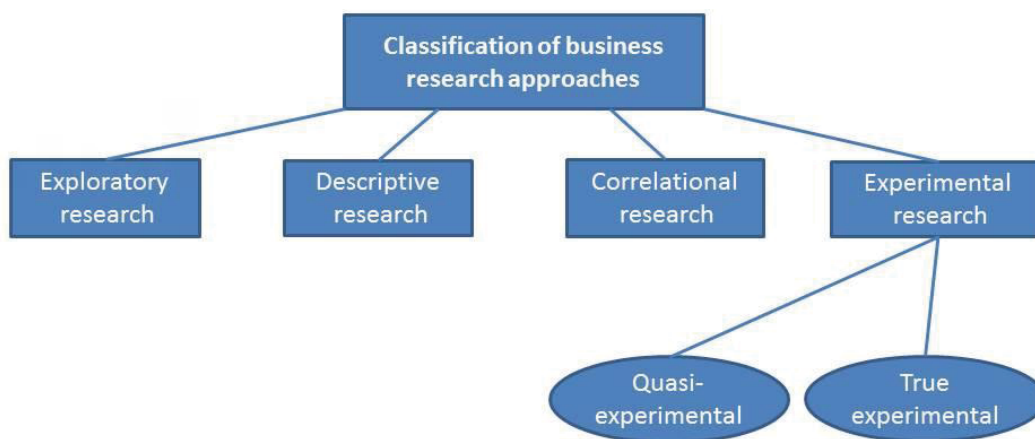 Classification of business
research approaches
Exploratory
research
Descriptive
research
Correlational
research
Experimental
research
Quasi-
experimental
True
experimental